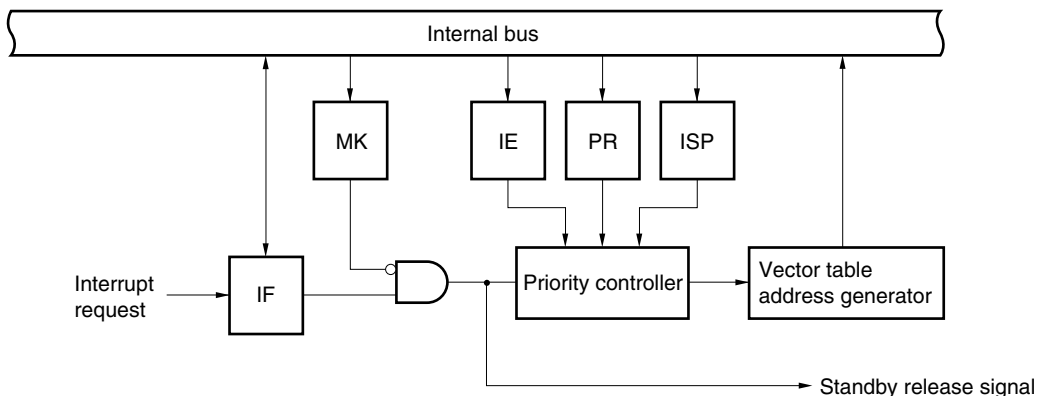 Internal bus
MK
IE
PR
ISP
Interrupt
request
IF
Priority controller
Vector table
address generator
Standby release signal